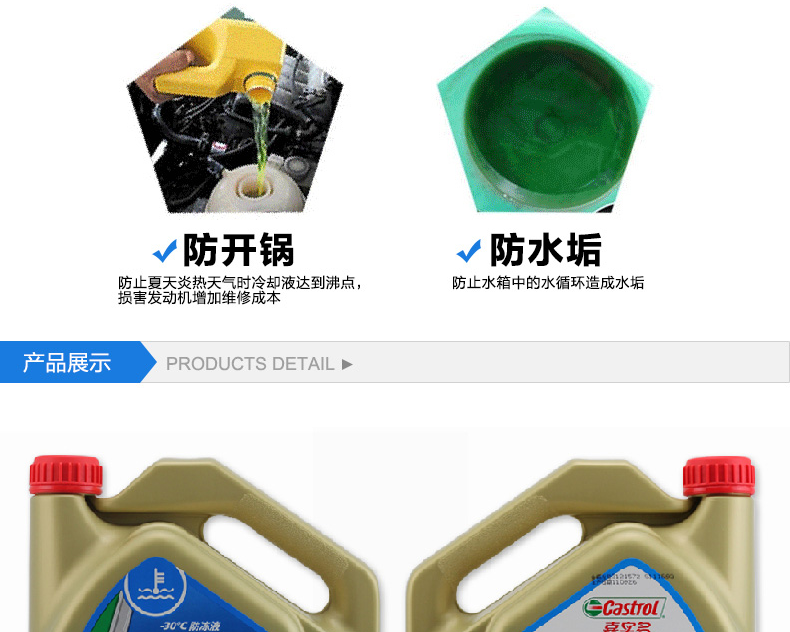 防开锅
防止夏天炎热天气时冷却液达到沸点，
损害发动机增加维修成本
防水垢
防止水箱中的水循环造成水垢
产品展示
PRODUCTS DETAIL ►
-30℃ 防冻液
Castrol
嘉实多